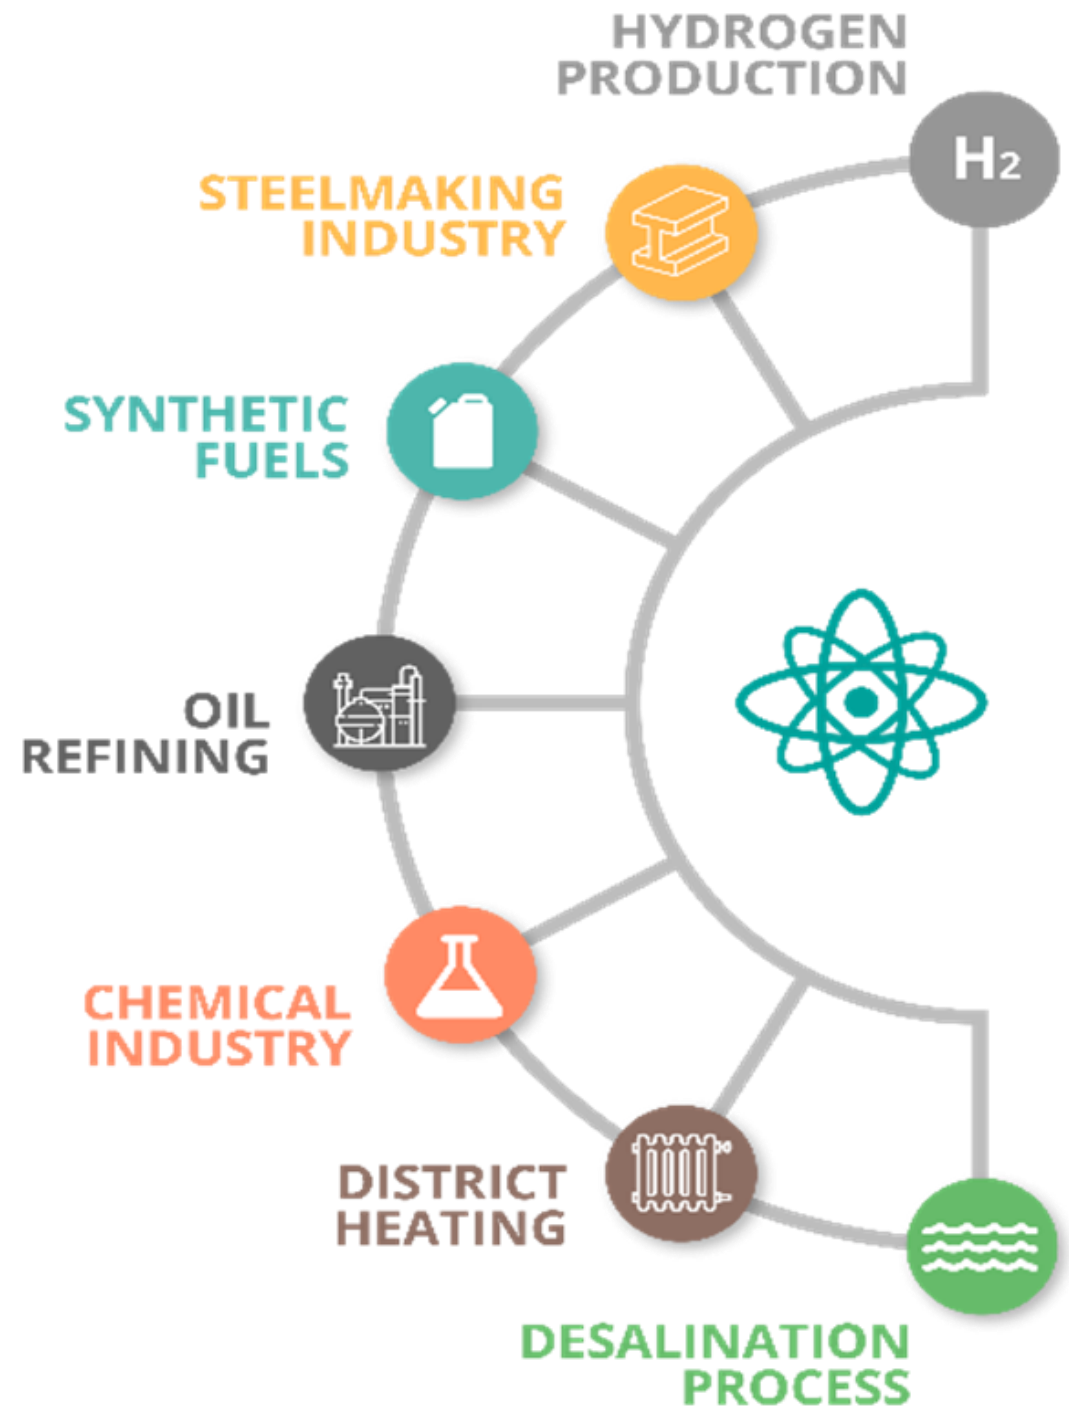 HYDROGEN
PRODUCTION
H2
STEELMAKING
INDUSTRY
SYNTHETIC
FUELS
OIL
REFINING
CHEMICAL
INDUSTRY
DISTRICT
HEATING
DESALINATION
PROCESS